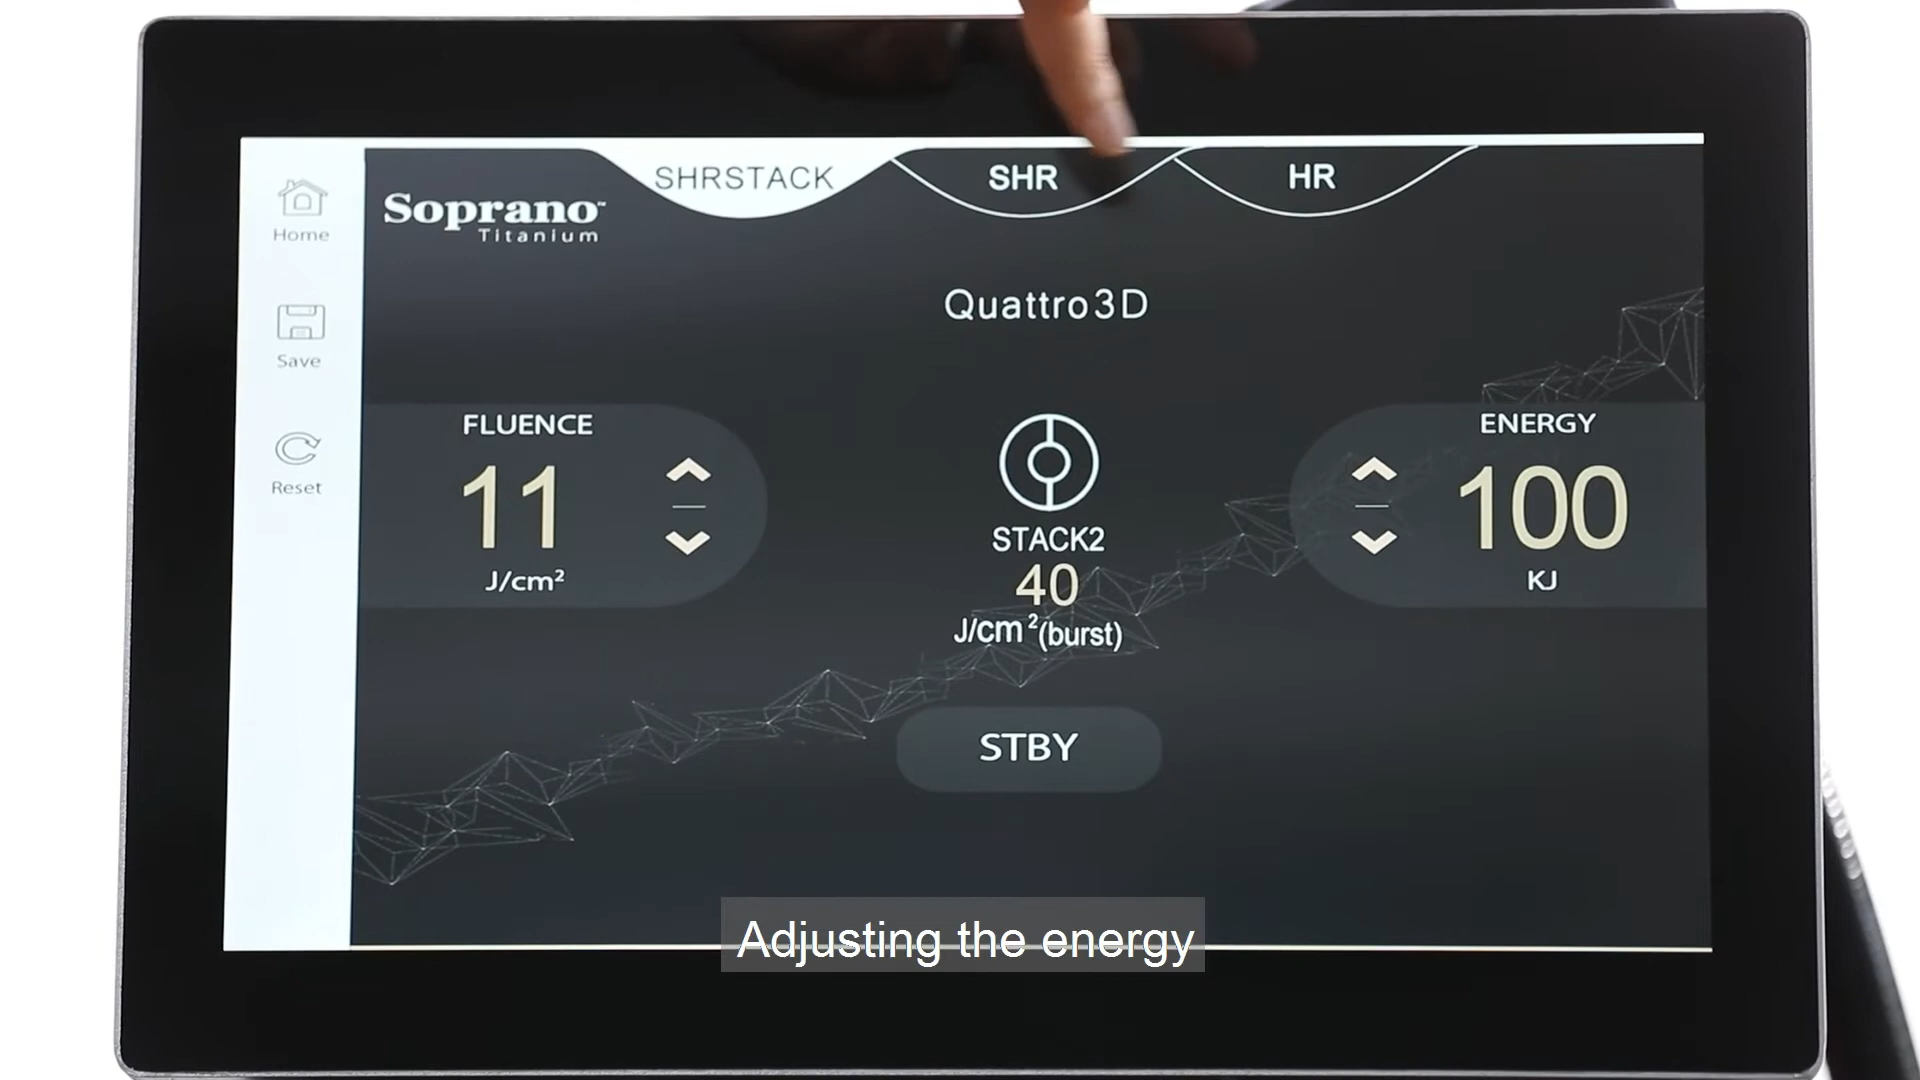 SHRSTACK
SHR
HR
Soprano™
Titanium
Home
Save
Reset
Quattro3D
FLUENCE
11
J/cm²
STACK2
40
J/cm²(burst)
ENERGY
100
KJ
STBY
Adjusting the energy